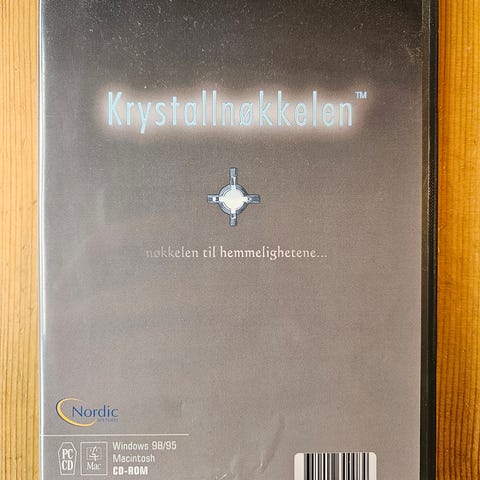 Krystallnøkkelen™
nøkkelen til hemmelighetene...
Nordic
PC
CD
Mac
Windows 98/95
Macintosh
CD-ROM